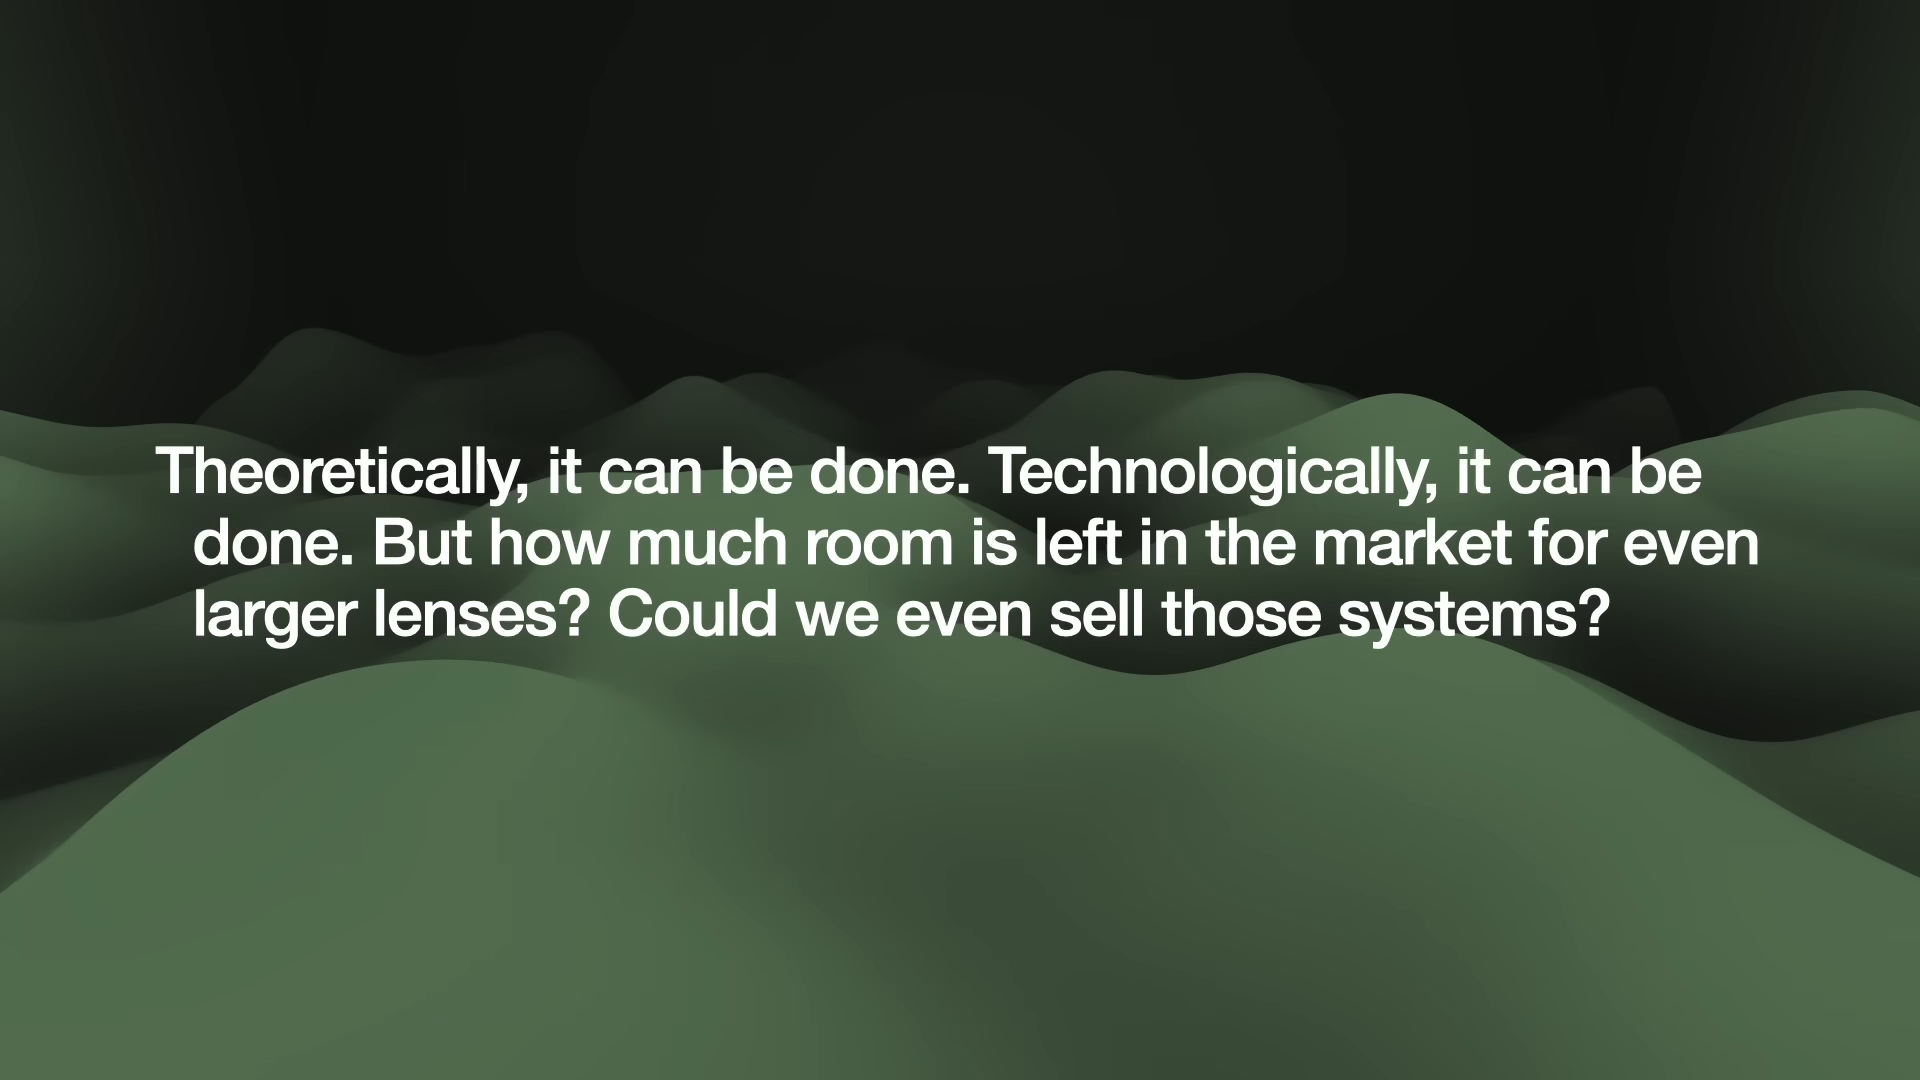 Theoretically, it can be done. Technologically, it can be
done. But how much room is left in the market for even
larger lenses? Could we even sell those systems?